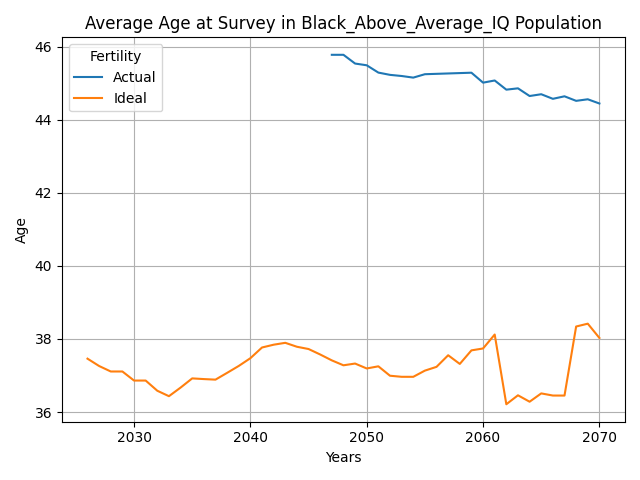 Average Age at Survey in Black_Above_Average_IQ Population
Fertility
Actual
Ideal
46
44
42
40
38
36
Age
2030 2040 2050 2060 2070
Years